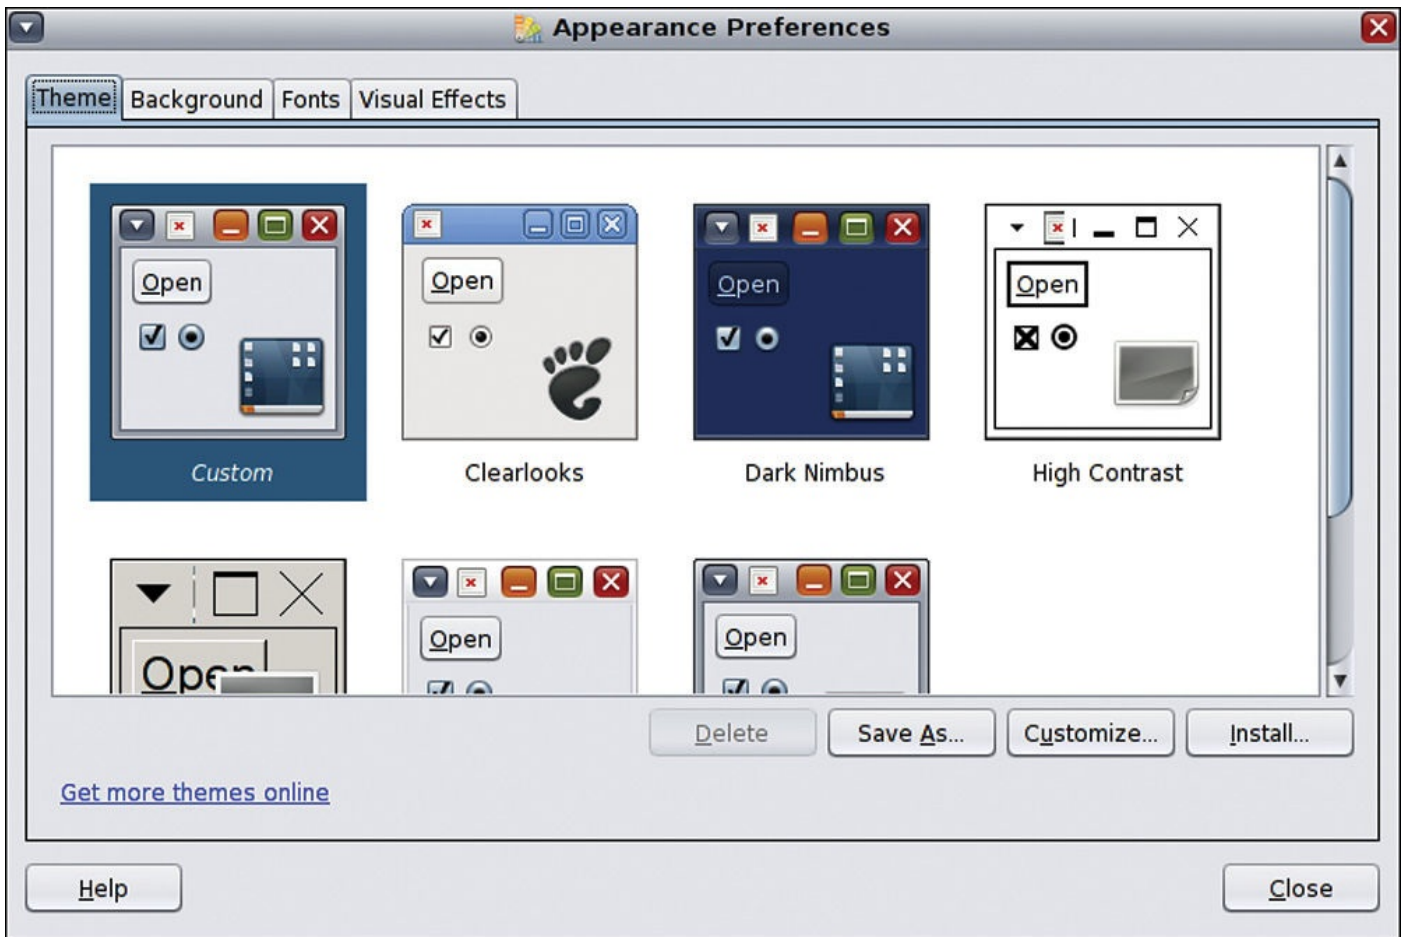 Appearance Preferences
Theme Background Fonts Visual Effects
Open Open Open Open
Custom Clearlooks Dark Nimbus High Contrast
Open Open Open
Delete Save As... Customize... Install...
Get more themes online
Help Close